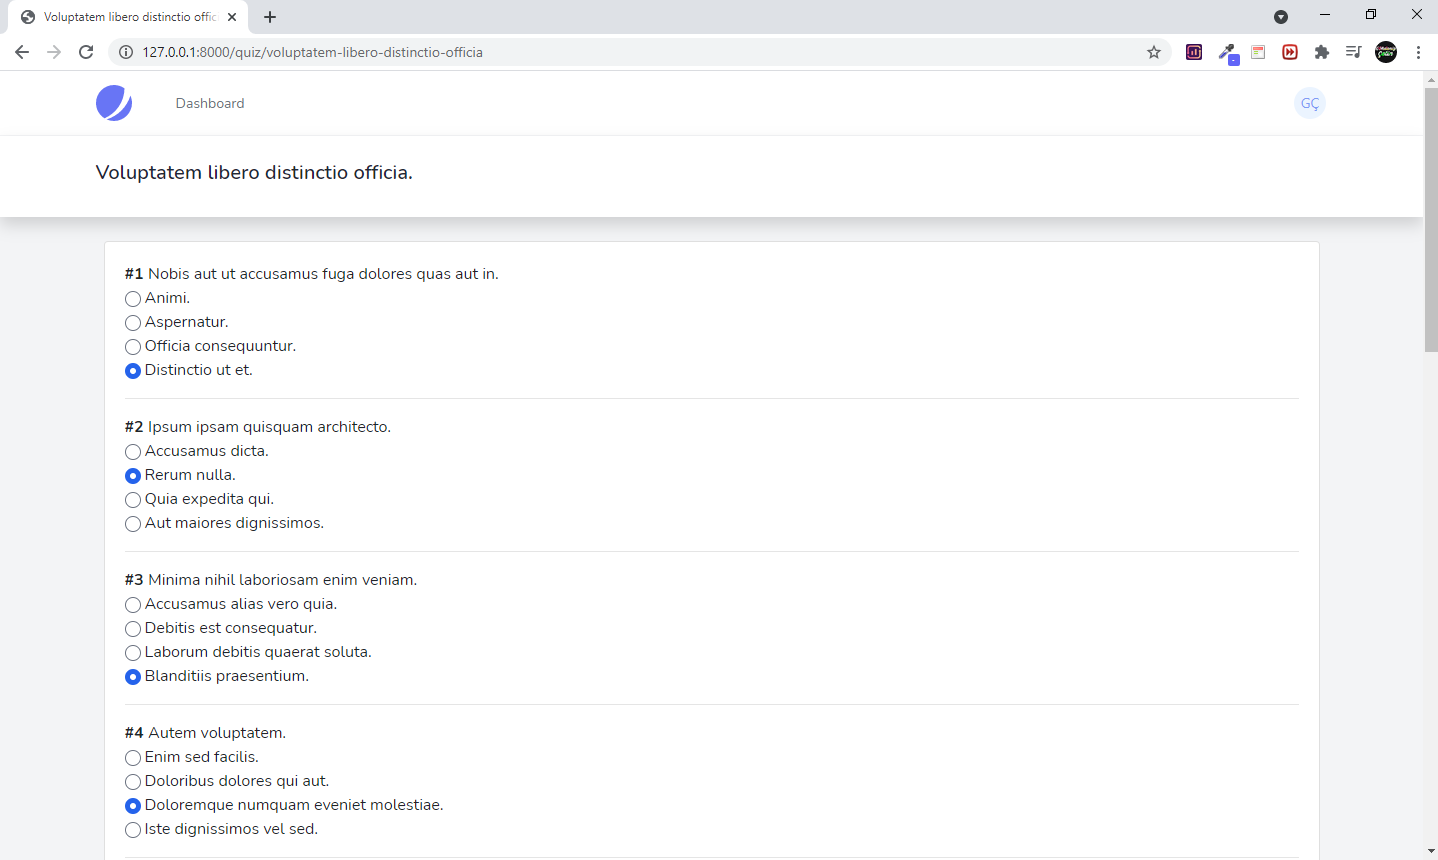 Voluptatem libero distinctio offic
127.0.0.1:8000/quiz/voluptatem-libero-distinctio-officia
Dashboard
GÇ
Voluptatem libero distinctio officia.
#1 Nobis aut ut accusamus fuga dolores quas aut in.
Animi.
Aspernatur.
Officia consequuntur.
Distinctio ut et.
#2 Ipsum ipsam quisquam architecto.
Accusamus dicta.
Rerum nulla.
Quia expedita qui.
Aut maiores dignissimos.
#3 Minima nihil laboriosam enim veniam.
Accusamus alias vero quia.
Debitis est consequatur.
Laborum debitis quaerat soluta.
Blanditiis praesentium.
#4 Autem voluptatem.
Enim sed facilis.
Doloribus dolores qui aut.
Doloremque numquam eveniet molestiae.
Iste dignissimos vel sed.